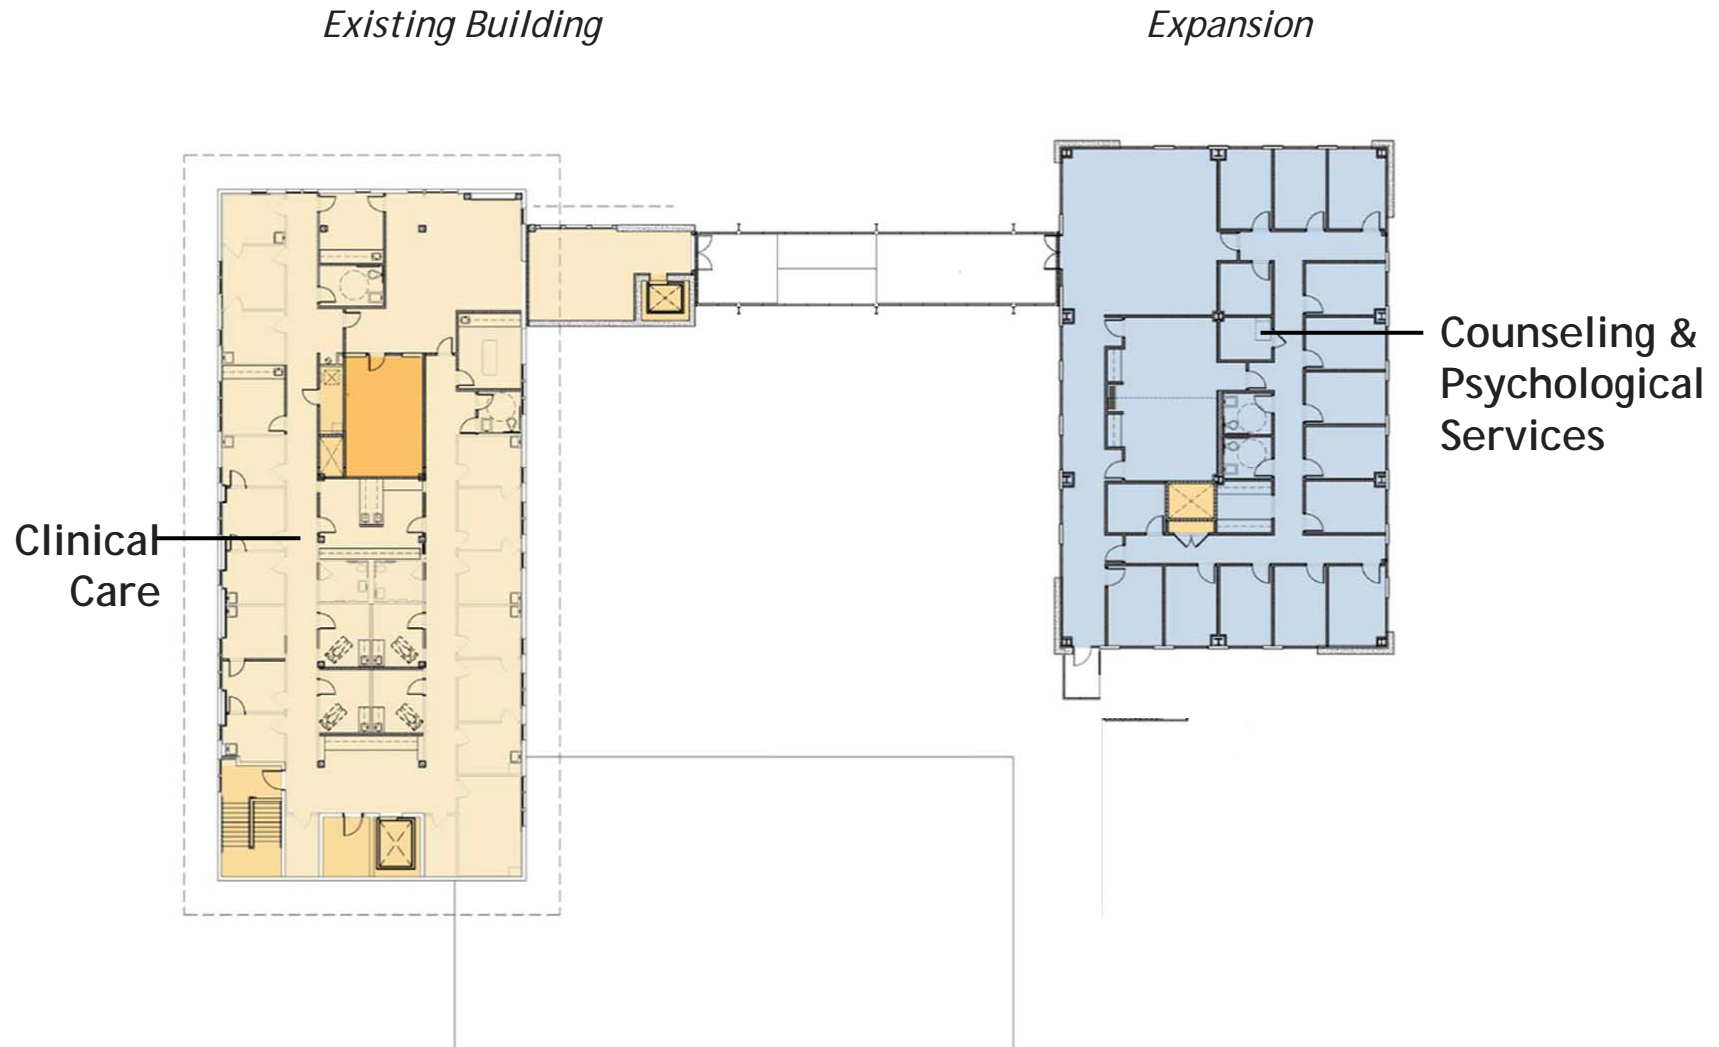 Existing Building
Expansion
Counseling &
Psychological
Services
Clinical
Care